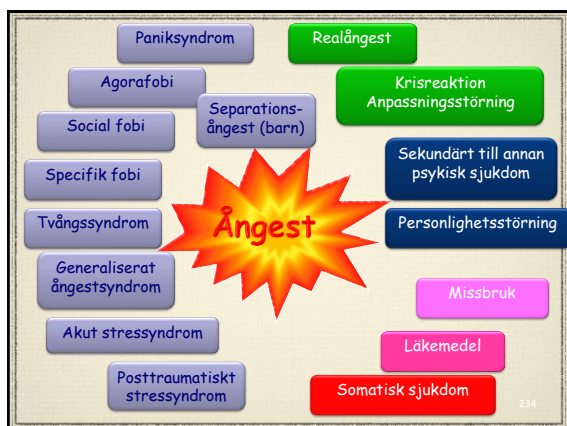 Paniksyndrom
Realångest
Agorafobi
Krisreaktion
Anpassningsstörning
Separations-
ångest (barn)
Social fobi
Sekundärt till annan
psykisk sjukdom
Specifik fobi
Tvångssyndrom
Ångest
Personlighetsstörning
Generaliserat
ångestsyndrom
Missbruk
Akut stressyndrom
Läkemedel
Posttraumatiskt
stressyndrom
Somatisk sjukdom
234